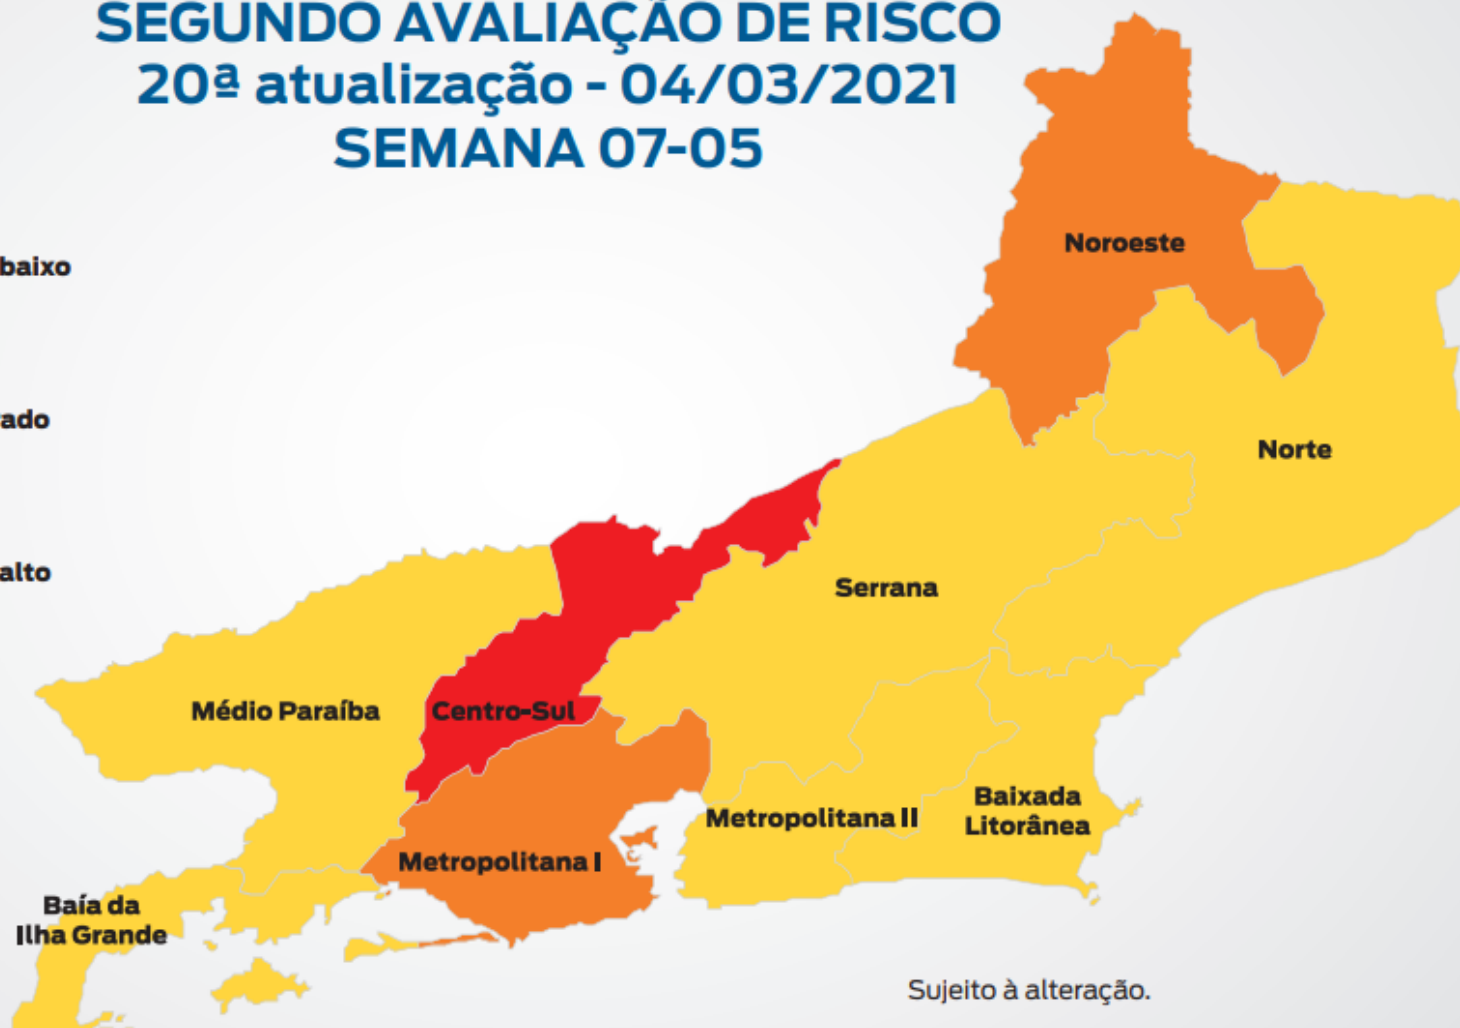 SEGUNDO AVALIAÇÃO DE RISCO
20ª atualização - 04/03/2021
SEMANA 07-05
Noroeste
baixo
ado
Norte
alto
Serrana
Médio Paraíba
Centro-Sul
Baixada
Litorânea
Metropolitana II
Metropolitana I
Baía da
Ilha Grande
Sujeito à alteração.